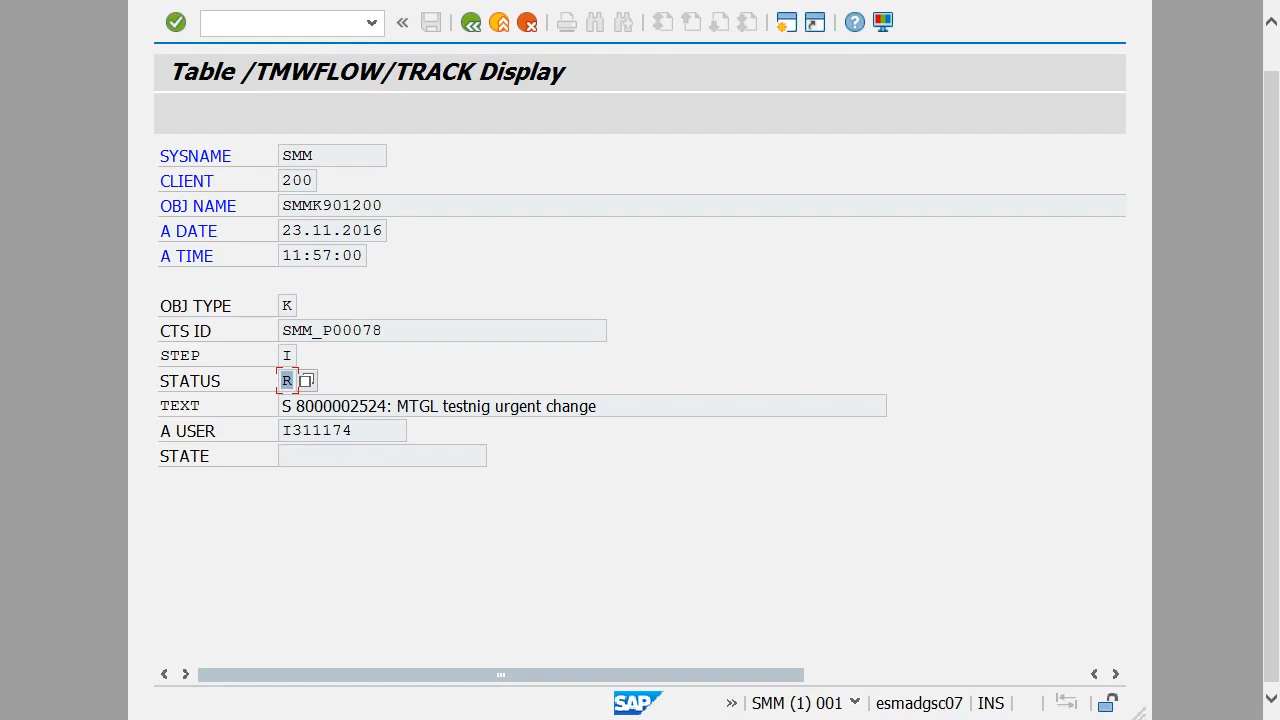 Table /TMWFLOW/TRACK Display
SYSNAME SMM
CLIENT 200
OBJ NAME SMMK901200
A DATE 23.11.2016
A TIME 11:57:00
OBJ TYPE K
CTS ID SMM_P00078
STEP I
STATUS R
TEXT S 8000002524: MTGL testnig urgent change
A USER I311174
STATE
SAP SMM (1) 001 esmadgsc07 INS